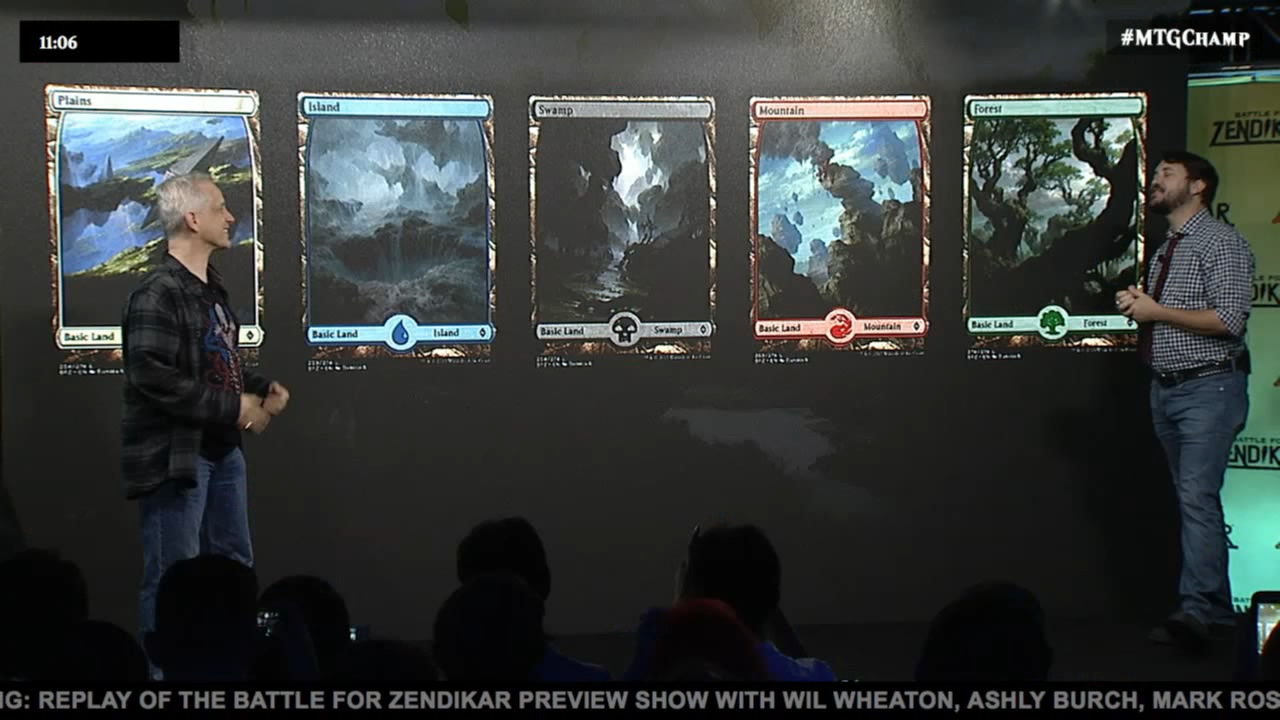 11:06
#MTGCHAMP
Plains
Island
Swamp
Mountain
Forest
BATTLE FOR
ZENDIKAR
Basic Land
Basic Land Island
Basic Land Swamp
Basic Land Mountain
Basic Land Forest
NG: REPLAY OF THE BATTLE FOR ZENDIKAR PREVIEW SHOW WITH WIL WHEATON, ASHLY BURCH, MARK ROS